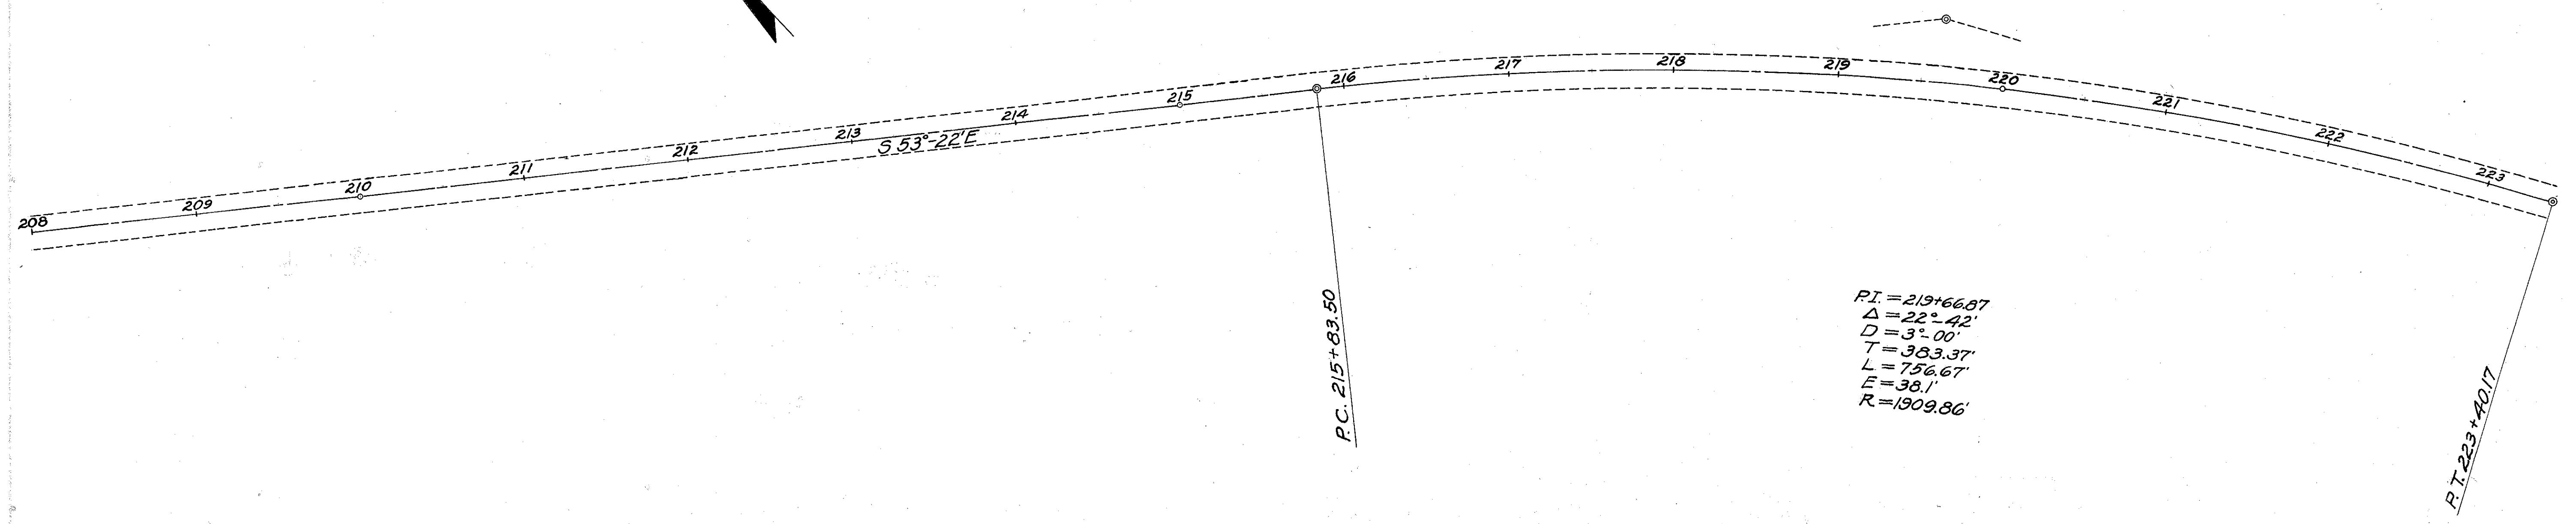 208
209
210
211
212
213
214
215
216
217
218
219
220
221
222
223
S 53°-22'E
P.C. 215+83.50
P.I. = 219+66.87
Δ = 22°-42'
D = 3°-00'
T = 383.37'
L = 756.67'
E = 38.1'
R = 1909.86'
P.T. 223+40.17